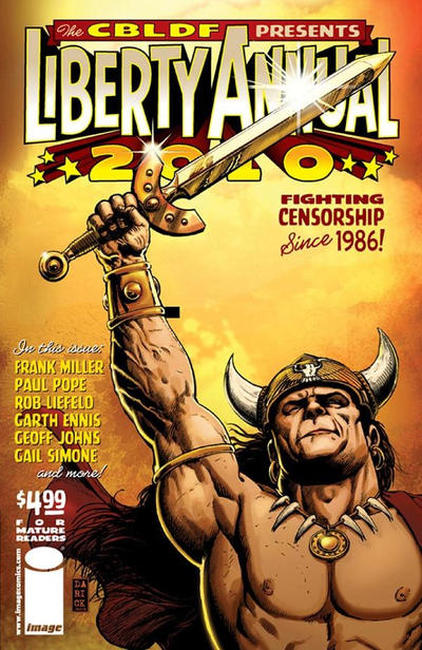 The CBLDF PRESENTS
LIBERTY ANNUAL
2010
FIGHTING
CENSORSHIP
Since 1986!
In this issue:
FRANK MILLER
PAUL POPE
ROB LIEFELD
GARTH ENNIS
GEOFF JOHNS
GAIL SIMONE
and more!
$4.99
FOR
MATURE
READERS
www.imagecomics.com
image
DARICK